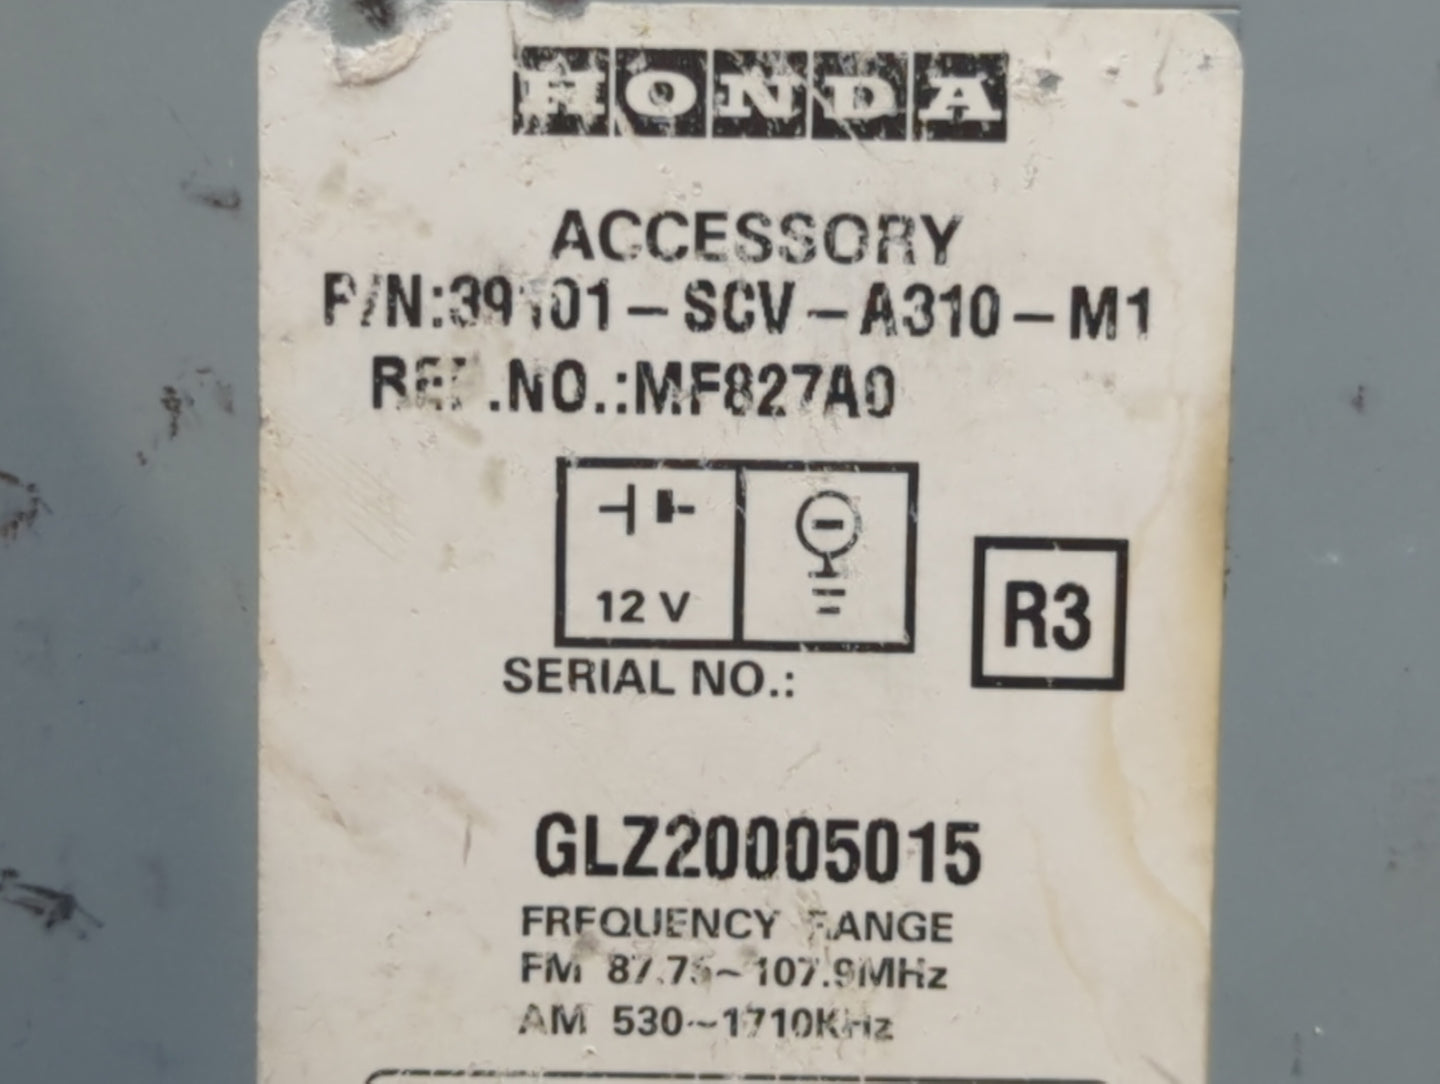 HONDA
ACCESSORY
P/N:39101-SCV-A310-M1
REF.NO.:MF827A0
12 V
R3
SERIAL NO.:
GLZ20005015
FREQUENCY RANGE
FM 87.75~107.9MHz
AM 530~1710KHz